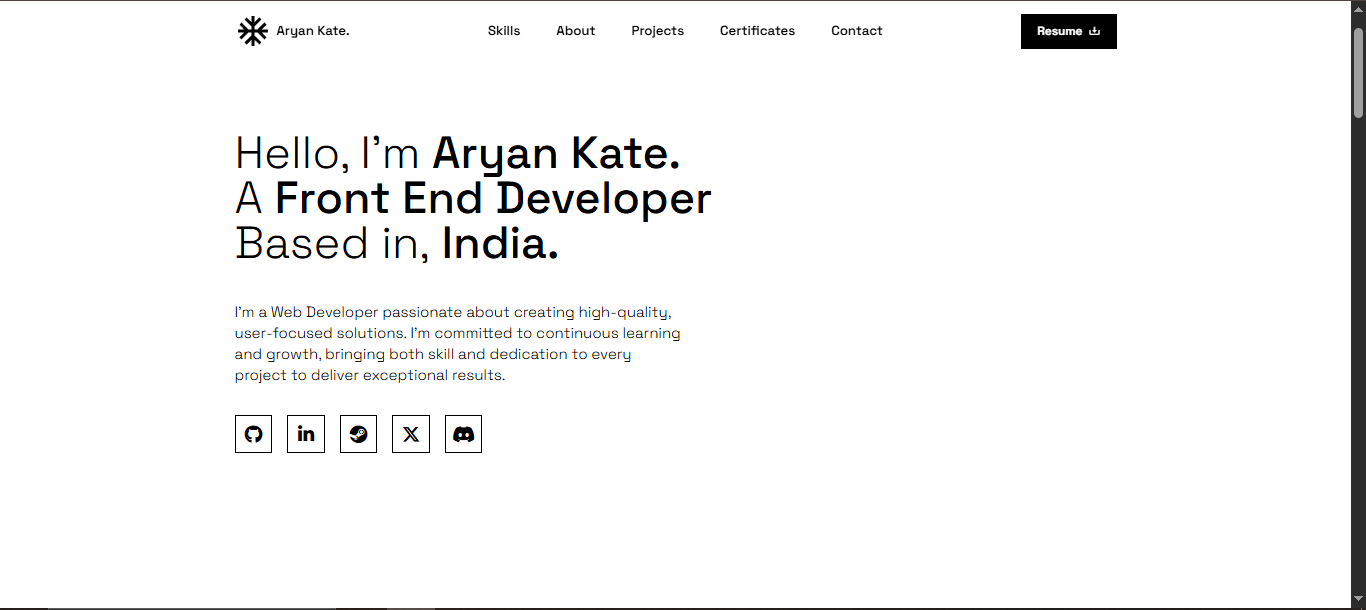 Aryan Kate.
Skills
About
Projects
Certificates
Contact
Resume
Hello, I’m Aryan Kate.
A Front End Developer
Based in, India.
I’m a Web Developer passionate about creating high-quality,
user-focused solutions. I’m committed to continuous learning
and growth, bringing both skill and dedication to every
project to deliver exceptional results.
in
X